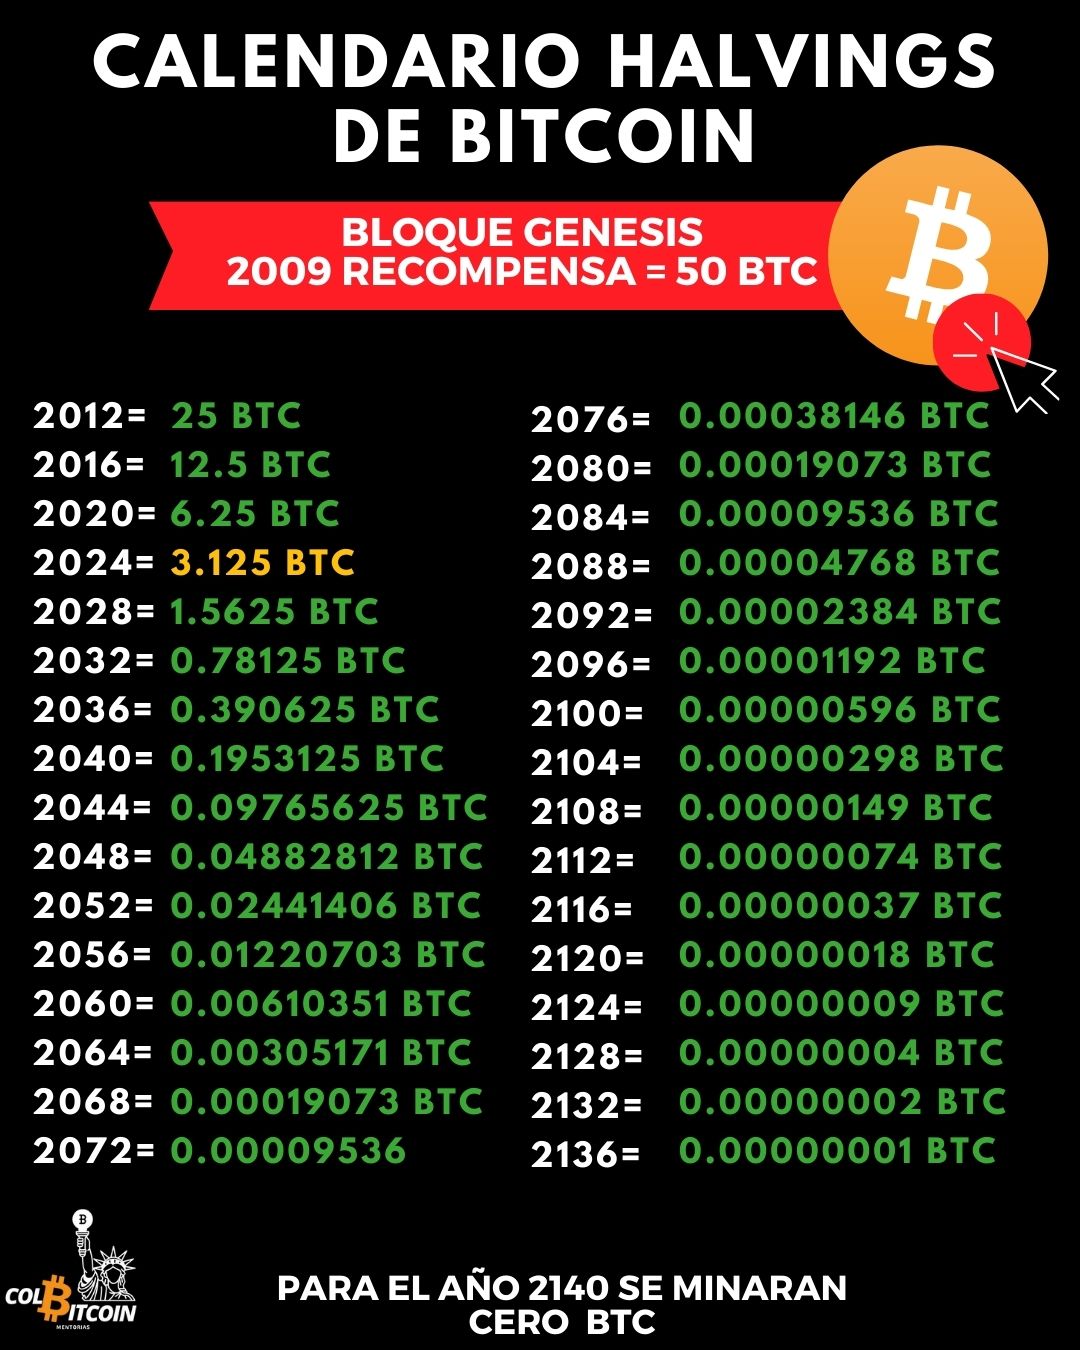 CALENDARIO HALVINGS
DE BITCOIN
BLOQUE GENESIS
2009 RECOMPENSA = 50 BTC
2012= 25 BTC
2016= 12.5 BTC
2020= 6.25 BTC
2024= 3.125 BTC
2028= 1.5625 BTC
2032= 0.78125 BTC
2036= 0.390625 BTC
2040= 0.1953125 BTC
2044= 0.09765625 BTC
2048= 0.04882812 BTC
2052= 0.02441406 BTC
2056= 0.01220703 BTC
2060= 0.00610351 BTC
2064= 0.00305171 BTC
2068= 0.00019073 BTC
2072= 0.00009536
2076= 0.00038146 BTC
2080= 0.00019073 BTC
2084= 0.00009536 BTC
2088= 0.00004768 BTC
2092= 0.00002384 BTC
2096= 0.00001192 BTC
2100= 0.00000596 BTC
2104= 0.00000298 BTC
2108= 0.00000149 BTC
2112= 0.00000074 BTC
2116= 0.00000037 BTC
2120= 0.00000018 BTC
2124= 0.00000009 BTC
2128= 0.00000004 BTC
2132= 0.00000002 BTC
2136= 0.00000001 BTC
COLBITCOIN
MENTORIAS
PARA EL AÑO 2140 SE MINARAN
CERO BTC